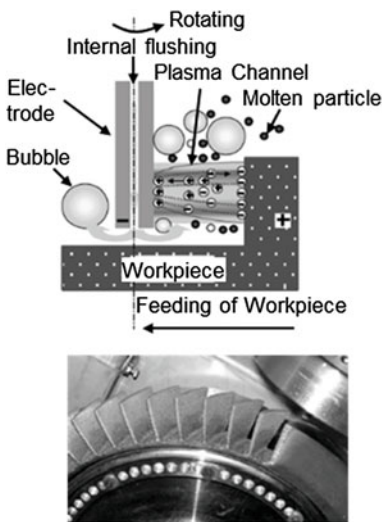 Rotating
Internal flushing
Plasma Channel
Elec-
trode
Molten particle
Bubble
Workpiece
Feeding of Workpiece